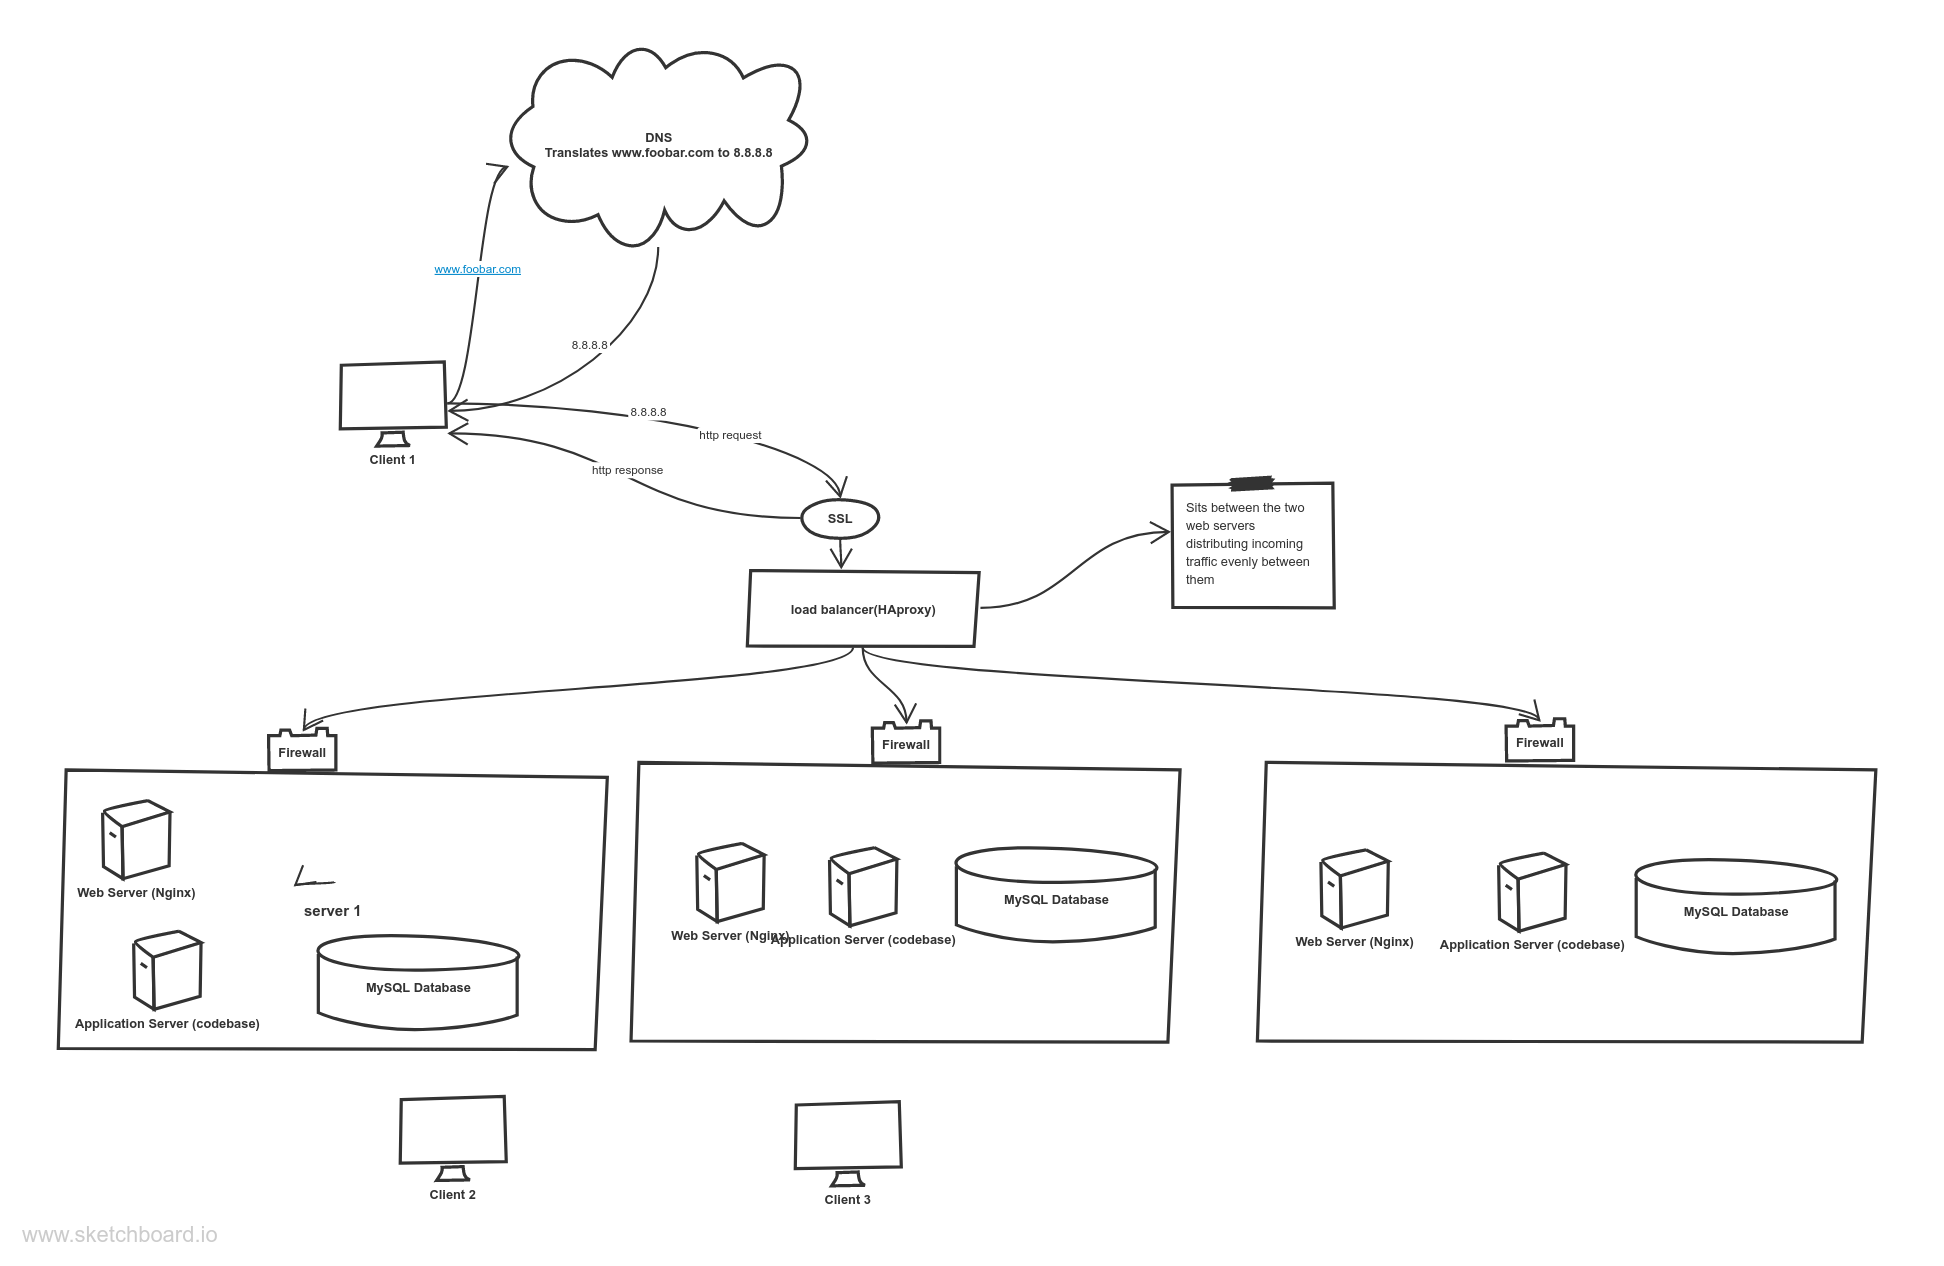 DNS
Translates www.foobar.com to 8.8.8.8
www.foobar.com
8.8.8.8
8.8.8.8
http request
http response
Client 1
SSL
Sits between the two
web servers
distributing incoming
traffic evenly between
them
load balancer(HAproxy)
Firewall
Firewall
Firewall
Web Server (Nginx)
server 1
Application Server (codebase)
MySQL Database
Web Server (Nginx)
Application Server (codebase)
MySQL Database
Web Server (Nginx)
Application Server (codebase)
MySQL Database
Client 2
Client 3
www.sketchboard.io